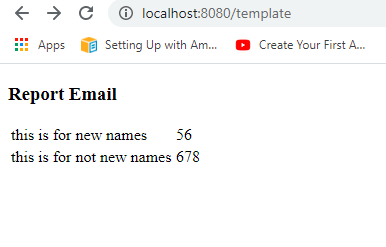 localhost:8080/template
Apps Setting Up with Am... Create Your First A...
Report Email
this is for new names 56
this is for not new names 678